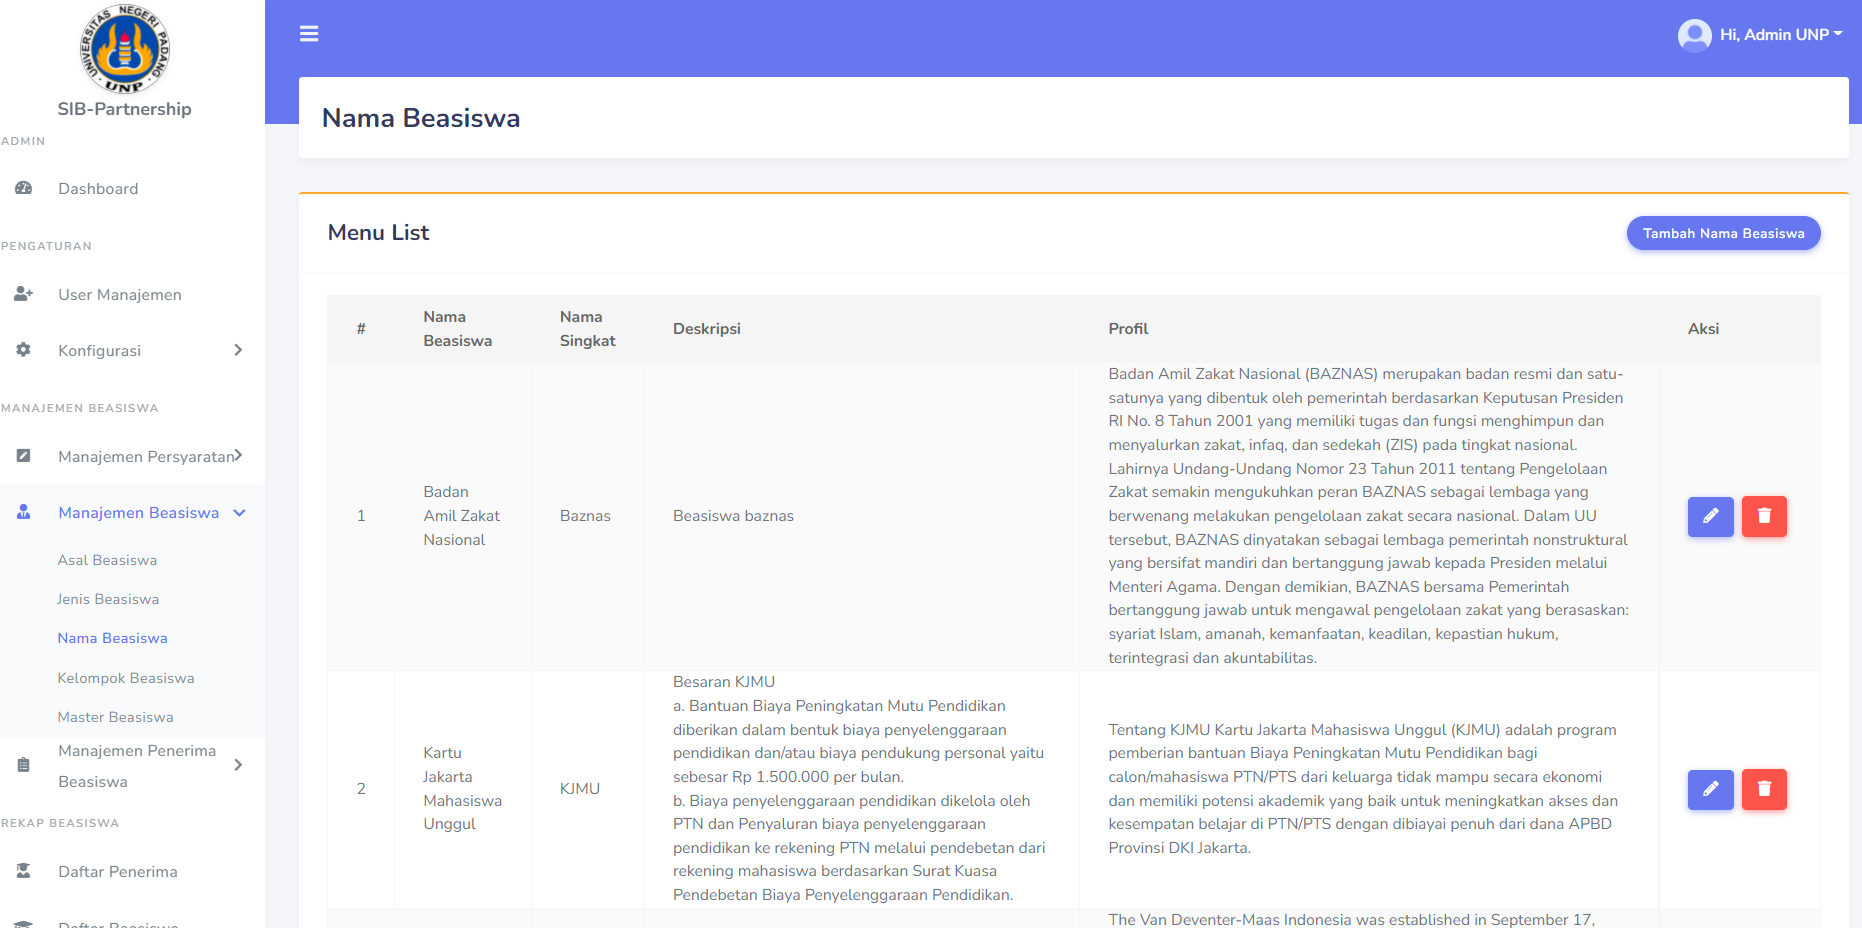 UNIVERSITAS NEGERI PADANG
UNP
SIB-Partnership
ADMIN
Dashboard
PENGATURAN
User Manajemen
Konfigurasi
MANAJEMEN BEASISWA
Manajemen Persyaratan
Manajemen Beasiswa
Asal Beasiswa
Jenis Beasiswa
Nama Beasiswa
Kelompok Beasiswa
Master Beasiswa
Manajemen Penerima
Beasiswa
REKAP BEASISWA
Daftar Penerima
Daftar Beasiswa
Hi, Admin UNP
Nama Beasiswa
Menu List
Tambah Nama Beasiswa
#
Nama
Beasiswa
Nama
Singkat
Deskripsi
Profil
Aksi
1
Badan
Amil Zakat
Nasional
Baznas
Beasiswa baznas
Badan Amil Zakat Nasional (BAZNAS) merupakan badan resmi dan satu-
satunya yang dibentuk oleh pemerintah berdasarkan Keputusan Presiden
RI No. 8 Tahun 2001 yang memiliki tugas dan fungsi menghimpun dan
menyalurkan zakat, infaq, dan sedekah (ZIS) pada tingkat nasional.
Lahirnya Undang-Undang Nomor 23 Tahun 2011 tentang Pengelolaan
Zakat semakin mengukuhkan peran BAZNAS sebagai lembaga yang
berwenang melakukan pengelolaan zakat secara nasional. Dalam UU
tersebut, BAZNAS dinyatakan sebagai lembaga pemerintah nonstruktural
yang bersifat mandiri dan bertanggung jawab kepada Presiden melalui
Menteri Agama. Dengan demikian, BAZNAS bersama Pemerintah
bertanggung jawab untuk mengawal pengelolaan zakat yang berasaskan:
syariat Islam, amanah, kemanfaatan, keadilan, kepastian hukum,
terintegrasi dan akuntabilitas.
2
Kartu
Jakarta
Mahasiswa
Unggul
KJMU
Besaran KJMU
a. Bantuan Biaya Peningkatan Mutu Pendidikan
diberikan dalam bentuk biaya penyelenggaraan
pendidikan dan/atau biaya pendukung personal yaitu
sebesar Rp 1.500.000 per bulan.
b. Biaya penyelenggaraan pendidikan dikelola oleh
PTN dan Penyaluran biaya penyelenggaraan
pendidikan ke rekening PTN melalui pendebetan dari
rekening mahasiswa berdasarkan Surat Kuasa
Pendebetan Biaya Penyelenggaraan Pendidikan.
Tentang KJMU Kartu Jakarta Mahasiswa Unggul (KJMU) adalah program
pemberian bantuan Biaya Peningkatan Mutu Pendidikan bagi
calon/mahasiswa PTN/PTS dari keluarga tidak mampu secara ekonomi
dan memiliki potensi akademik yang baik untuk meningkatkan akses dan
kesempatan belajar di PTN/PTS dengan dibiayai penuh dari dana APBD
Provinsi DKI Jakarta.
The Van Deventer-Maas Indonesia was established in September 17,